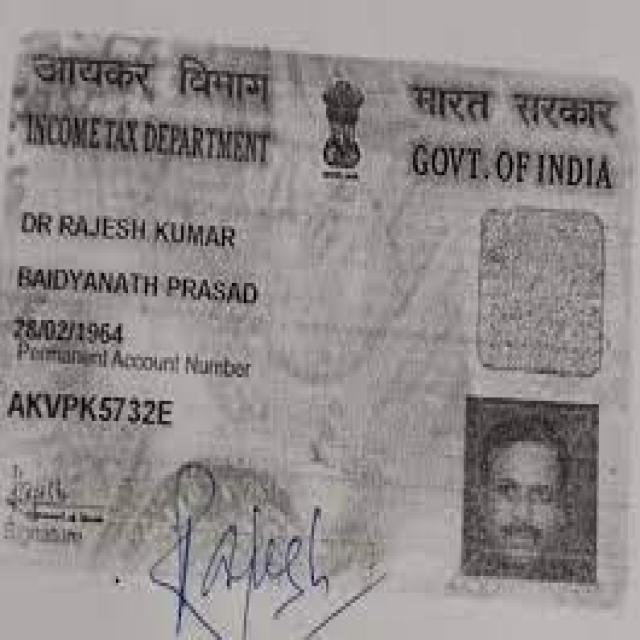 आयकर विभाग
INCOME TAX DEPARTMENT
भारत सरकार
GOVT. OF INDIA
DR RAJESH KUMAR
BAIDYANATH PRASAD
28/02/1964
Permanent Account Number
AKVPK5732E
Signature
Rajesh